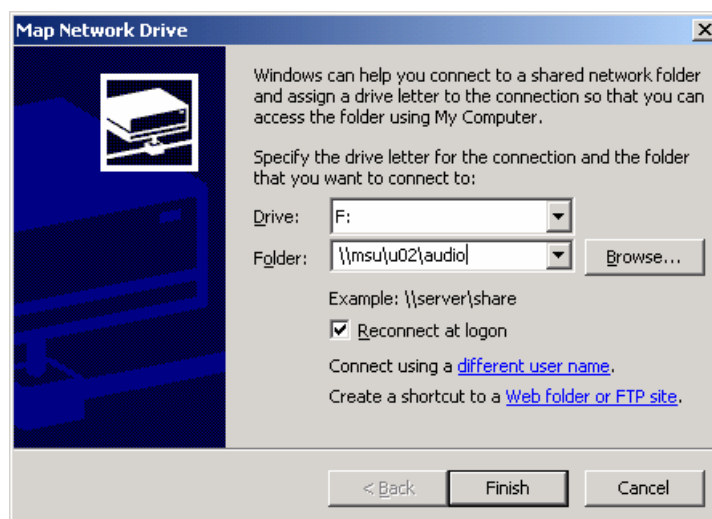 Map Network Drive
Windows can help you connect to a shared network folder
and assign a drive letter to the connection so that you can
access the folder using My Computer.
Specify the drive letter for the connection and the folder
that you want to connect to:
Drive: F:
Folder: \\msu\u02\audio Browse...
Example: \\server\share
Reconnect at logon
Connect using a different user name.
Create a shortcut to a Web folder or FTP site.
< Back Finish Cancel